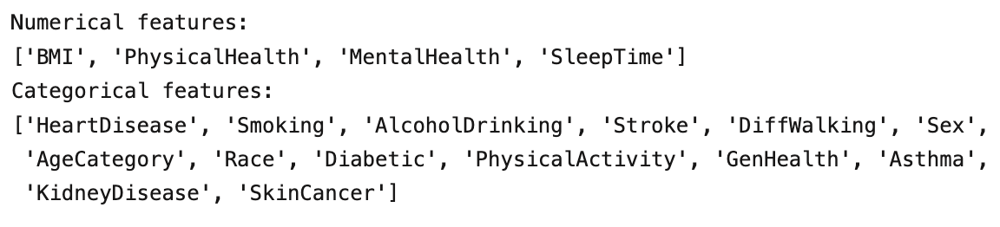 Numerical features:
['BMI', 'PhysicalHealth', 'MentalHealth', 'SleepTime']
Categorical features:
['HeartDisease', 'Smoking', 'AlcoholDrinking', 'Stroke', 'DiffWalking', 'Sex',
'AgeCategory', 'Race', 'Diabetic', 'PhysicalActivity', 'GenHealth', 'Asthma',
'KidneyDisease', 'SkinCancer']